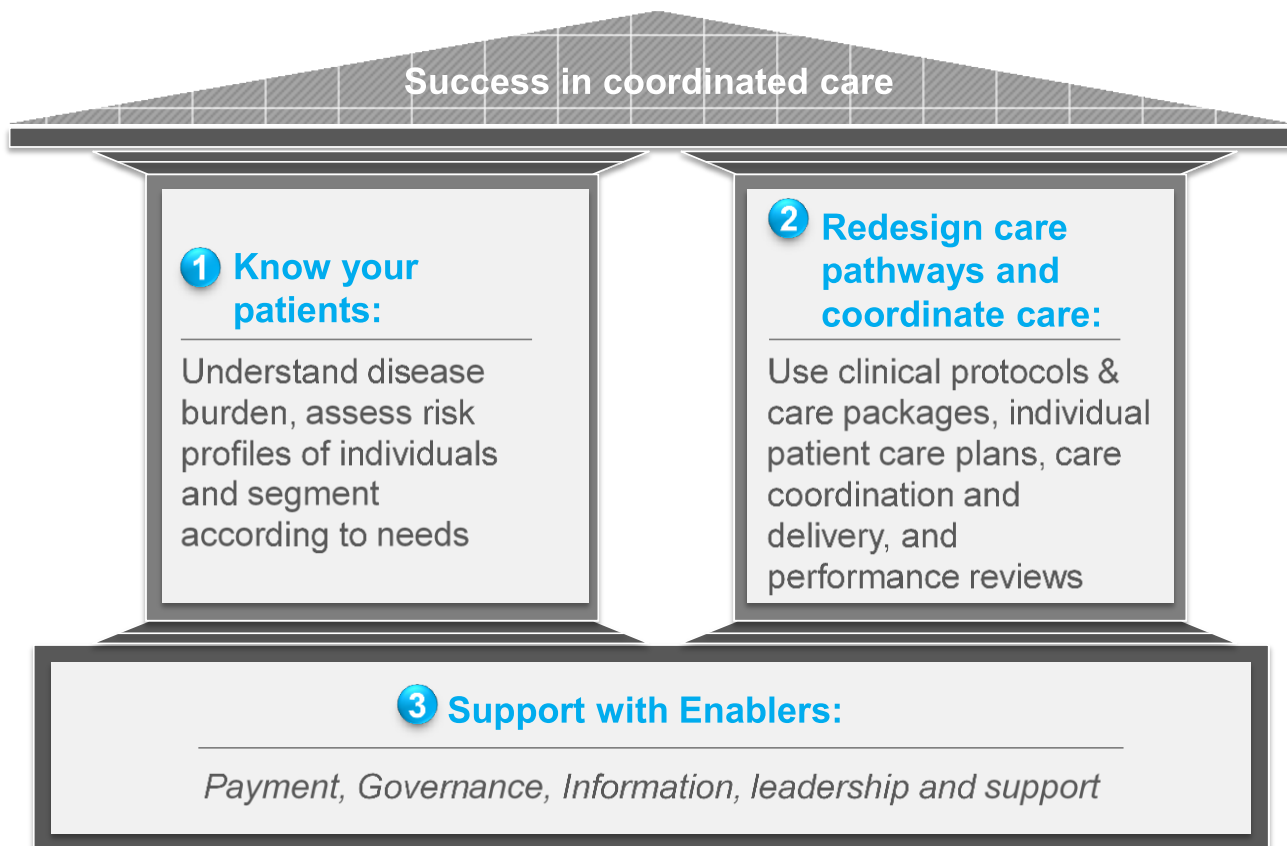 Success in coordinated care
1 Know your
patients:
Understand disease
burden, assess risk
profiles of individuals
and segment
according to needs
2 Redesign care
pathways and
coordinate care:
Use clinical protocols &
care packages, individual
patient care plans, care
coordination and
delivery, and
performance reviews
3 Support with Enablers:
Payment, Governance, Information, leadership and support